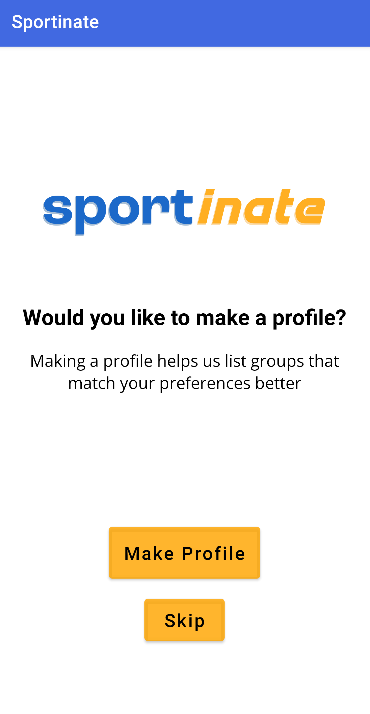 Sportinate
sportinate
Would you like to make a profile?
Making a profile helps us list groups that
match your preferences better
Make Profile
Skip